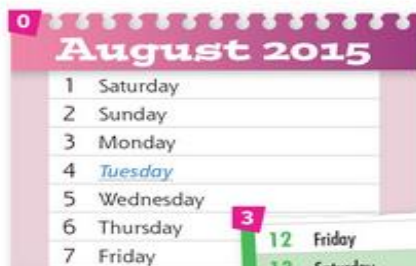 0
August 2015
1 Saturday
2 Sunday
3 Monday
4 Tuesday
5 Wednesday
6 Thursday
7 Friday
3
12 Friday